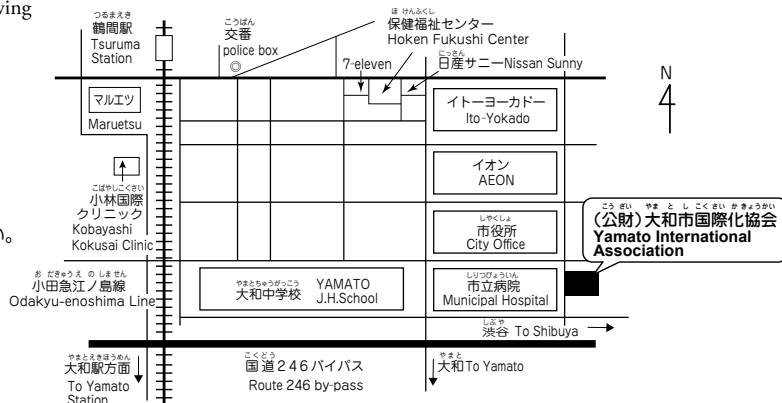 ving
い。
つるまえき
鶴間駅
Tsuruma
Station
こうばん
交番
police box
◎
ほけんふくし
保健福祉センター
Hoken Fukushi Center
7-eleven
にっさん
日産サニーNissan Sunny
N
マルエツ
Maruetsu
イトーヨーカドー
Ito-Yokado
イオン
AEON
こばやしこくさい
小林国際
クリニック
Kobayashi
Kokusai Clinic
しやくしょ
市役所
City Office
こうざい やまとしこくさいかきょうかい
(公財)大和市国際化協会
Yamato International
Association
おだきゅうえのしません
小田急江ノ島線
Odakyu-enoshima Line
やまとちゅうがっこう
大和中学校 YAMATO
J.H.School
しりつびょういん
市立病院
Municipal Hospital
しぶや
渋谷 To Shibuya
やまとえきほうめん
大和駅方面
To Yamato
Station
こくどう
国道246バイパス
Route 246 by-pass
やまと
大和To Yamato